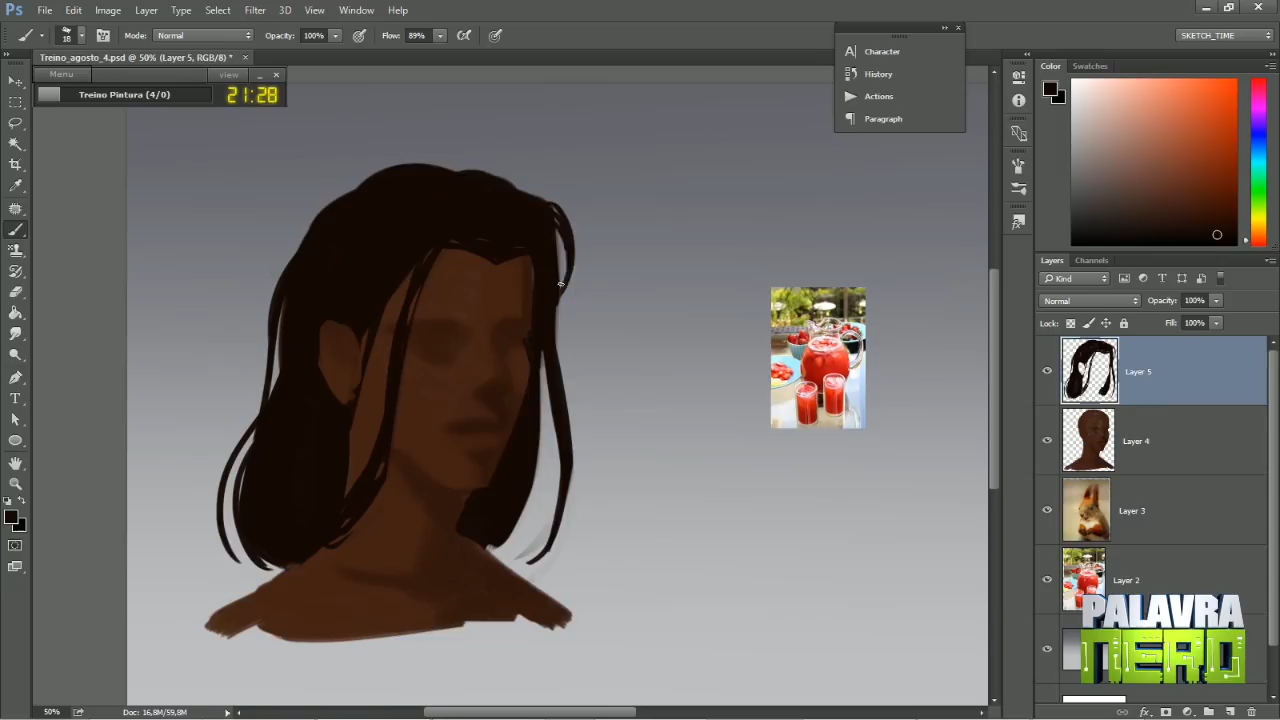 Ps File Edit Image Layer Type Select Filter 3D View Window Help
18 Mode: Normal Opacity: 100% Flow: 89% SKETCH_TIME
Treino_agosto_4.psd @ 50% (Layer 5, RGB/8) * ×
Menu view
Treino Pintura (4/0) 21:28
Character
History
Actions
Paragraph
Color Swatches
Layers Channels
Kind
Normal Opacity: 100%
Lock: Fill: 100%
Layer 5
Layer 4
Layer 3
Layer 2
PALAVRA
NERD
50% Doc: 16,8M/59,8M